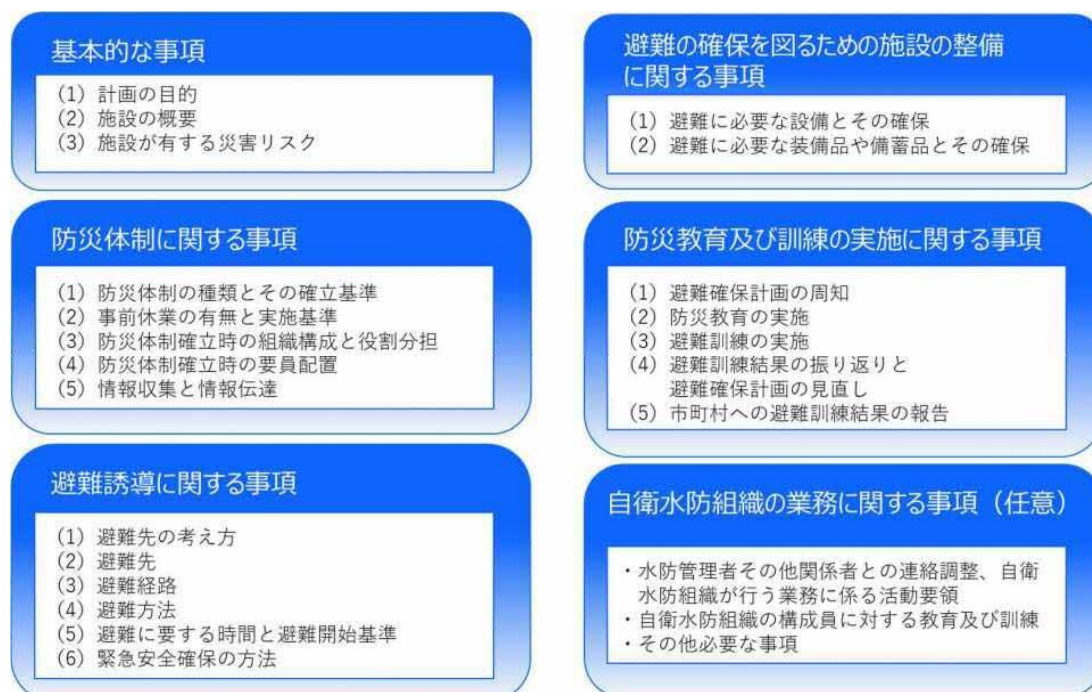 基本的な事項
(1) 計画の目的
(2) 施設の概要
(3) 施設が有する災害リスク
防災体制に関する事項
(1) 防災体制の種類とその確立基準
(2) 事前休業の有無と実施基準
(3) 防災体制確立時の組織構成と役割分担
(4) 防災体制確立時の要員配置
(5) 情報収集と情報伝達
避難誘導に関する事項
(1) 避難先の考え方
(2) 避難先
(3) 避難経路
(4) 避難方法
(5) 避難に要する時間と避難開始基準
(6) 緊急安全確保の方法
避難の確保を図るための施設の整備
に関する事項
(1) 避難に必要な設備とその確保
(2) 避難に必要な装備品や備蓄品とその確保
防災教育及び訓練の実施に関する事項
(1) 避難確保計画の周知
(2) 防災教育の実施
(3) 避難訓練の実施
(4) 避難訓練結果の振り返りと
避難確保計画の見直し
(5) 市町村への避難訓練結果の報告
自衛水防組織の業務に関する事項（任意）
・水防管理者その他関係者との連絡調整、自衛
水防組織が行う業務に係る活動要領
・自衛水防組織の構成員に対する教育及び訓練
・その他必要な事項